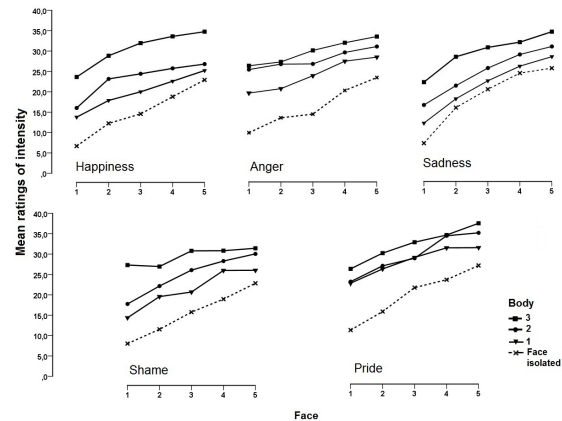 40,0
35,0
30,0
25,0
20,0
15,0
10,0
5,0
,0
Happiness
1 2 3 4 5
Anger
1 2 3 4 5
Sadness
1 2 3 4 5
Mean ratings of intensity
40,0
35,0
30,0
25,0
20,0
15,0
10,0
5,0
,0
Shame
1 2 3 4 5
Pride
1 2 3 4 5
Body
3
2
1
Face
isolated
Face